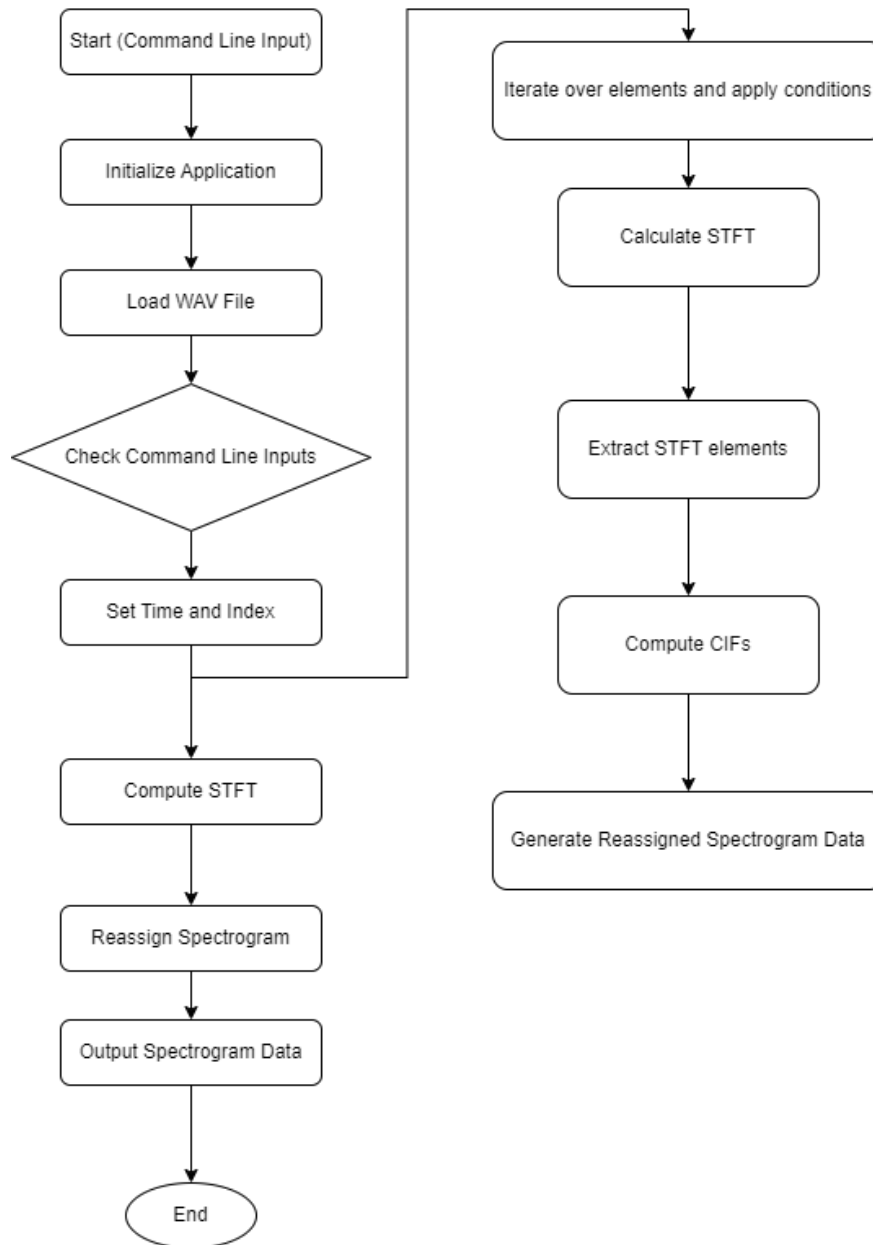 Start (Command Line Input)
Initialize Application
Load WAV File
Check Command Line Inputs
Set Time and Index
Compute STFT
Reassign Spectrogram
Output Spectrogram Data
End
Iterate over elements and apply conditions
Calculate STFT
Extract STFT elements
Compute CIFs
Generate Reassigned Spectrogram Data